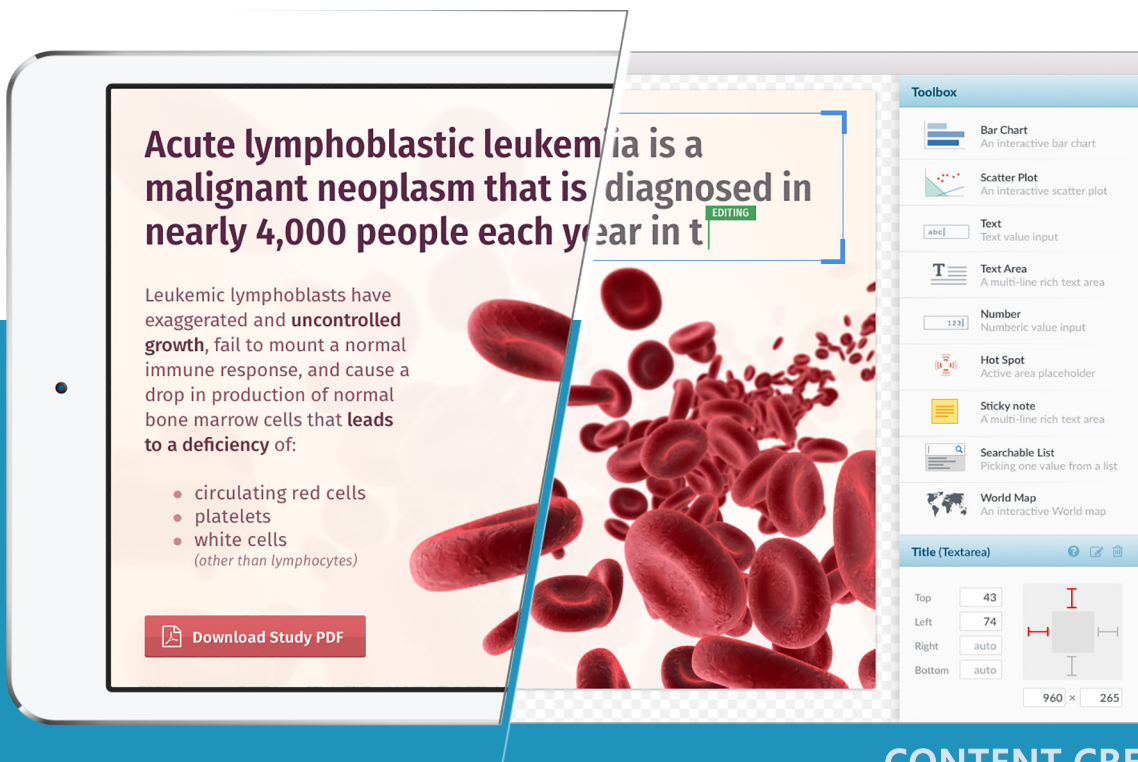 Acute lymphoblastic leukemia is a
malignant neoplasm that is diagnosed in
nearly 4,000 people each year in t
EDITING
Leukemic lymphoblasts have
exaggerated and uncontrolled
growth, fail to mount a normal
immune response, and cause a
drop in production of normal
bone marrow cells that leads
to a deficiency of:
• circulating red cells
• platelets
• white cells
(other than lymphocytes)
Download Study PDF
Toolbox
Bar Chart
An interactive bar chart
Scatter Plot
An interactive scatter plot
abc
Text
Text value input
T
Text Area
A multi-line rich text area
123
Number
Numberic value input
Hot Spot
Active area placeholder
Sticky note
A multi-line rich text area
Searchable List
Picking one value from a list
World Map
An interactive World map
Title (Textarea)
?
Top 43
Left 74
Right auto
Bottom auto
960 × 265
CONTENT